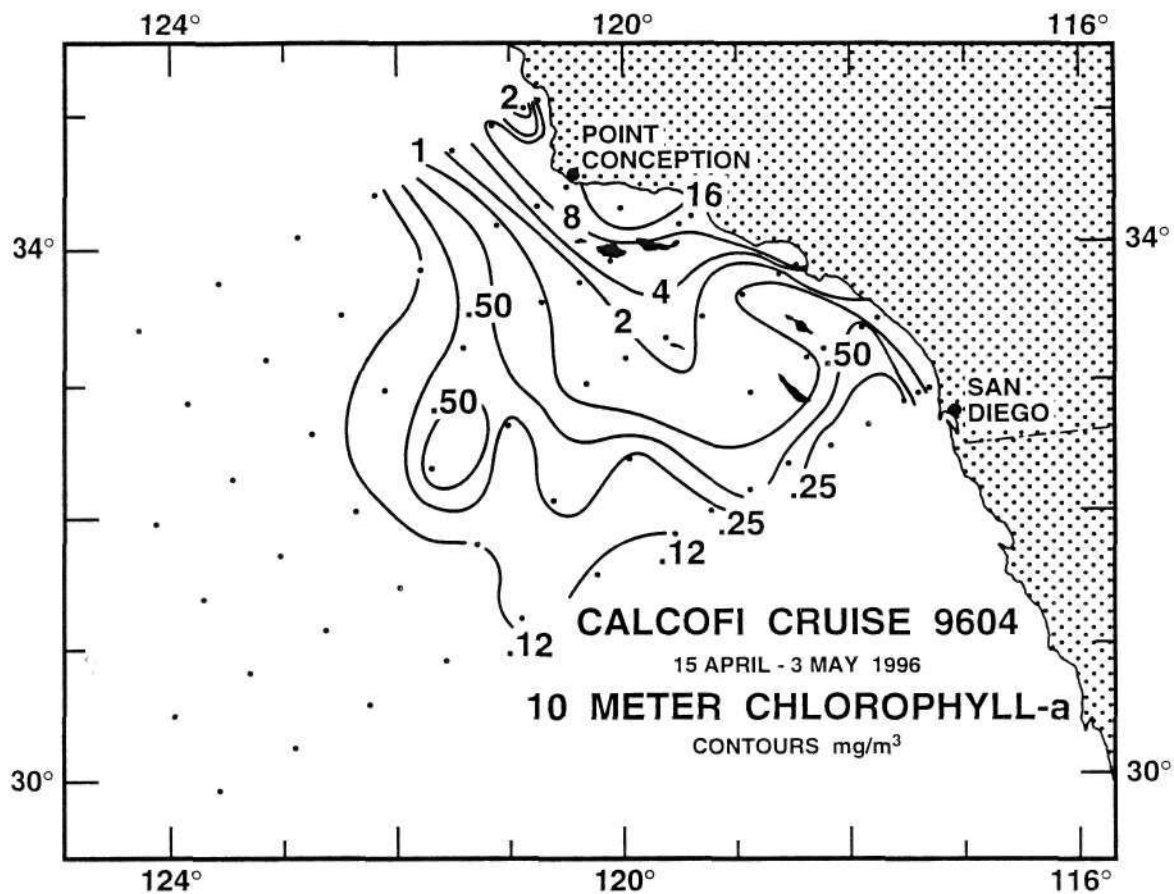 124° 120° 116°
2
POINT
CONCEPTION
1
16
8
34° 34°
4
.50
2
.50
.50
SAN
DIEGO
.25
.25
.12
.12
CALCOFI CRUISE 9604
15 APRIL - 3 MAY 1996
10 METER CHLOROPHYLL-a
CONTOURS mg/m³
30° 30°
124° 120° 116°